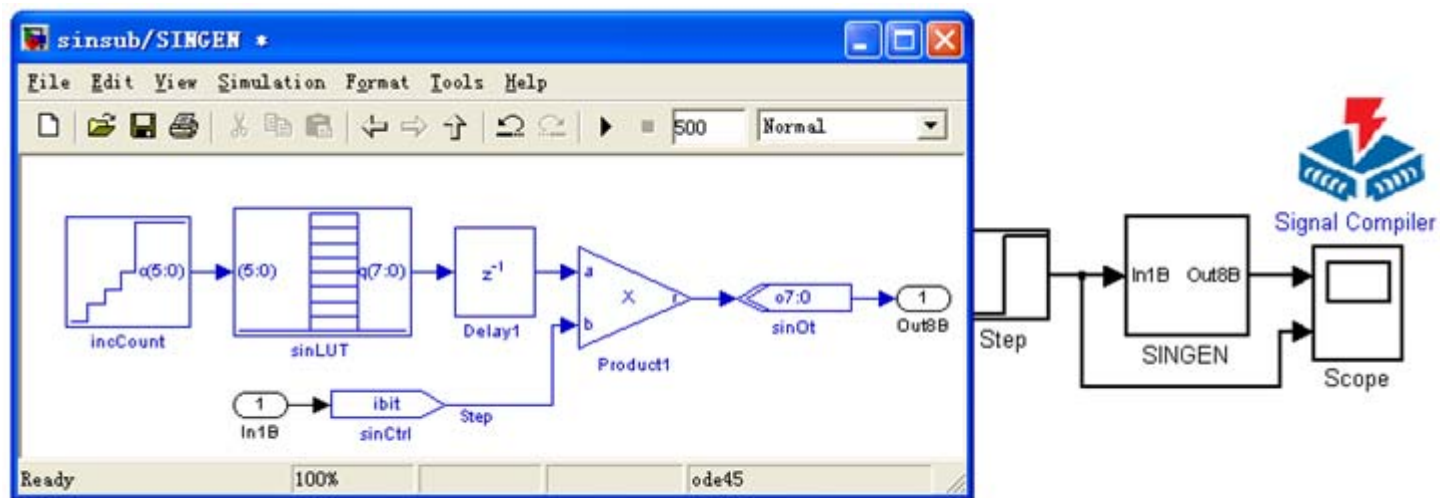 sinsub/SINGEN *
File Edit View Simulation Format Tools Help
500 Normal
o(5:0) (5:0) q(7:0) z⁻¹ a b X r o7:0 1
incCount sinLUT Delay1 Product1 sinOt Out8B
1 ibit Step
In1B sinCtrl
Ready 100% ode45
Signal Compiler
In1B Out8B
Step SINGEN Scope